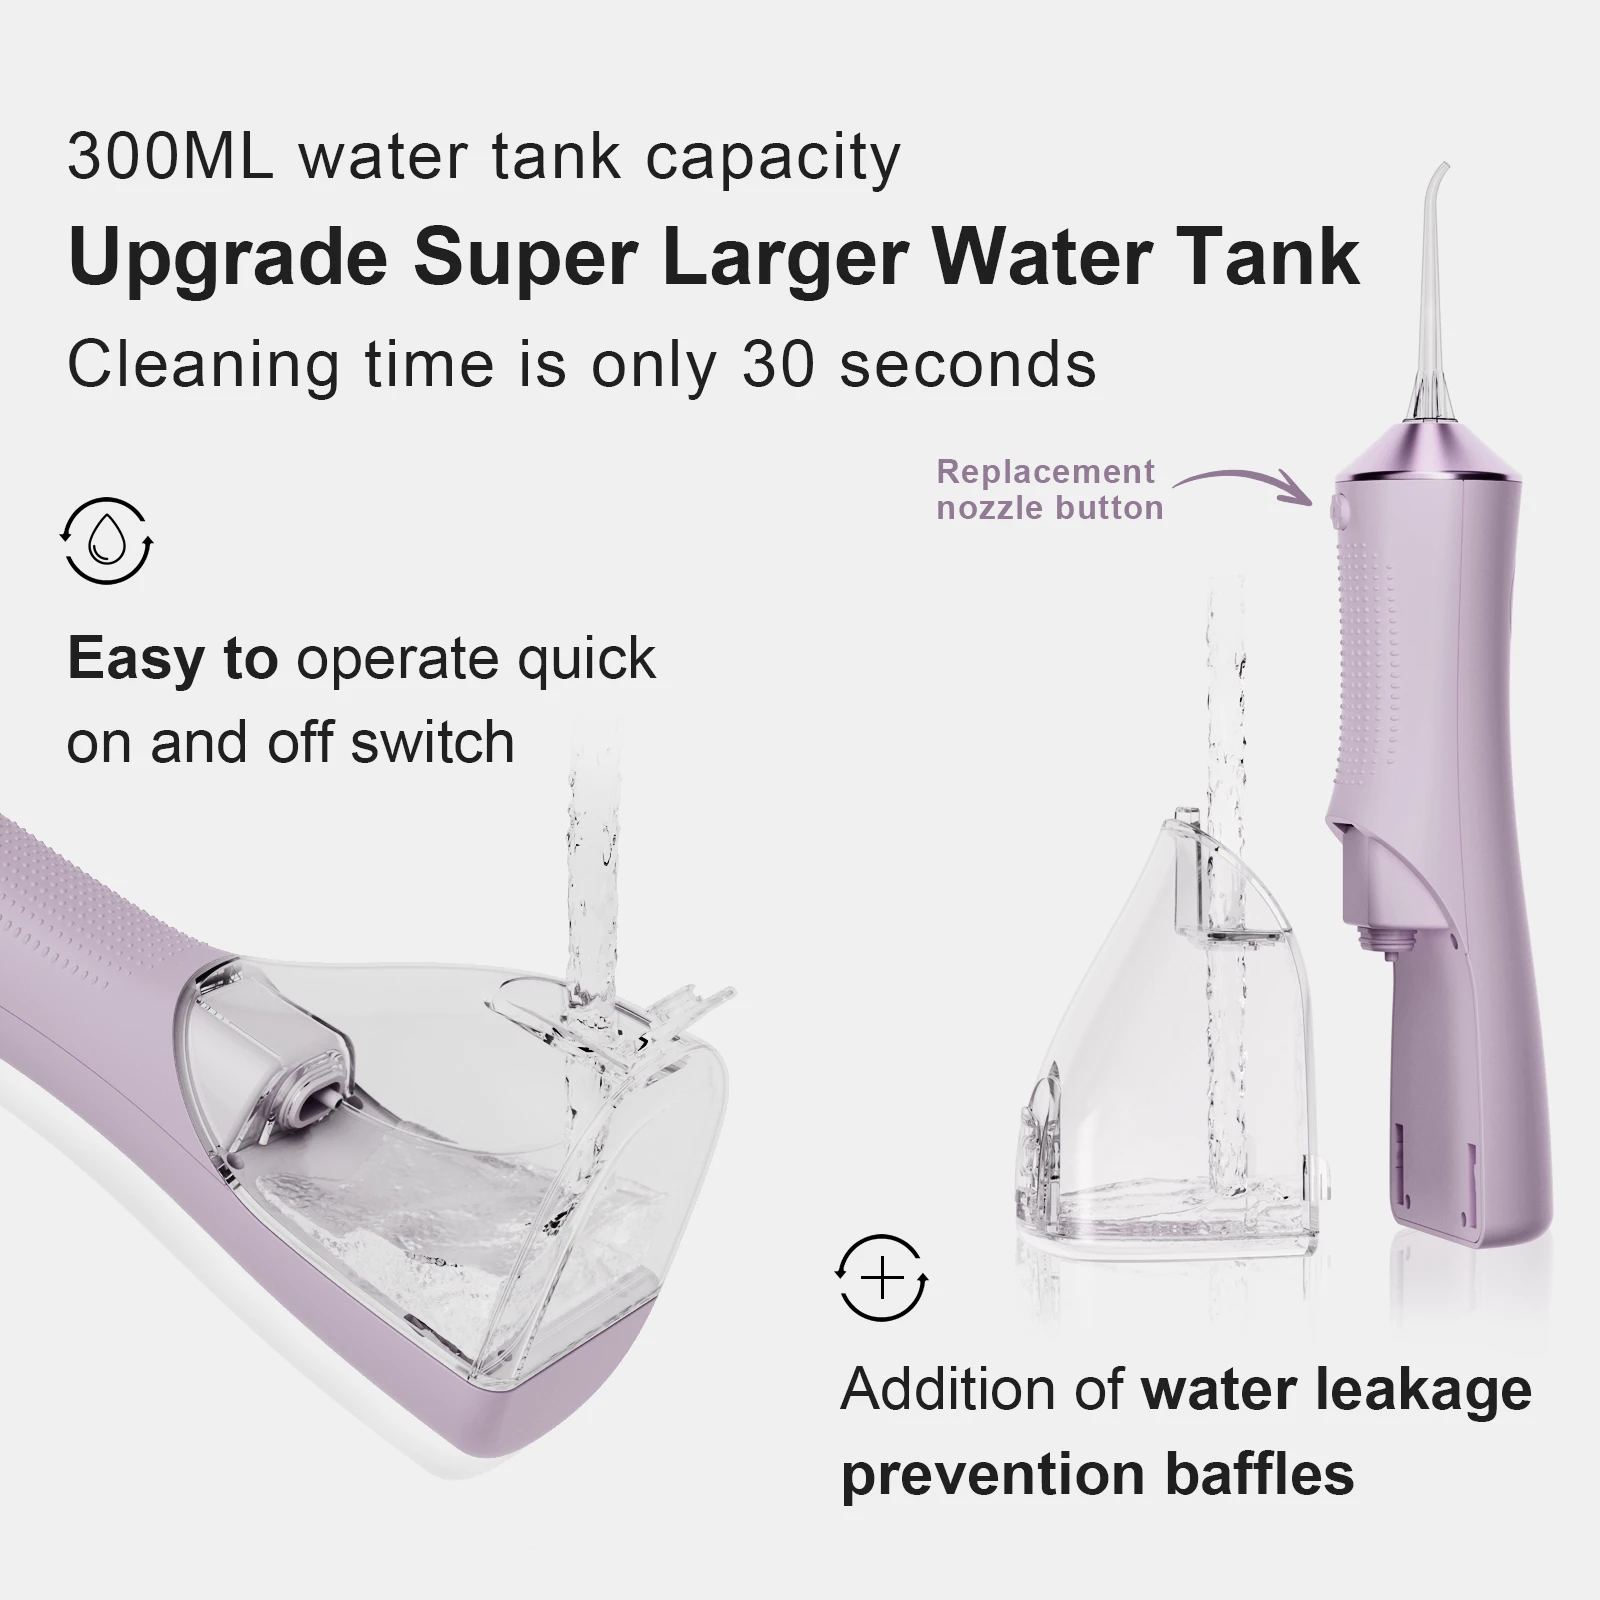 300ML water tank capacity
Upgrade Super Larger Water Tank
Cleaning time is only 30 seconds
Replacement
nozzle button
Easy to operate quick
on and off switch
Addition of water leakage
prevention baffles